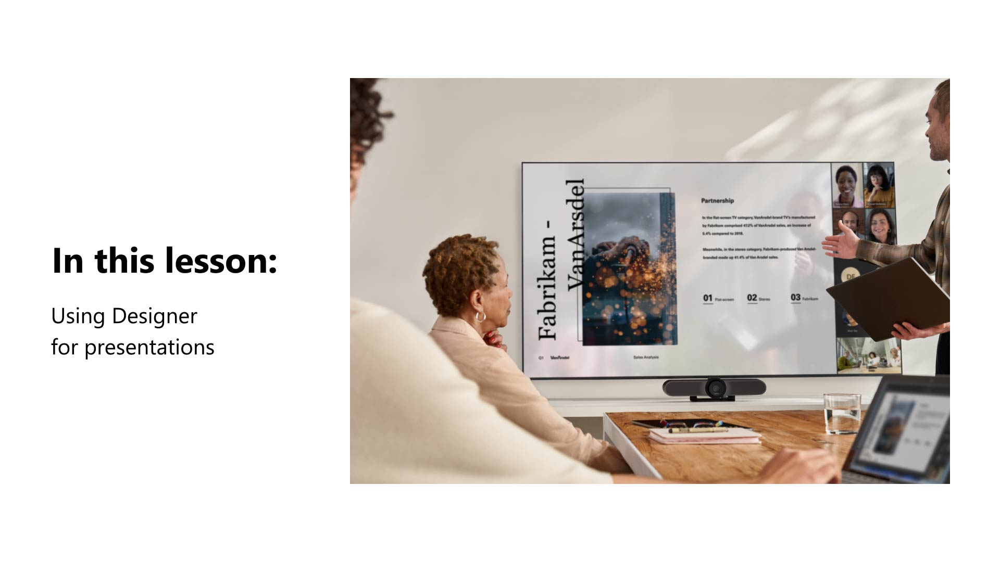 In this lesson:
Using Designer
for presentations
Fabrikam -
VanArsdel
Partnership
In the flat-screen TV category, VanArsdel-brand TV's manufactured
by Fabrikam comprised 47.2% of VanArsdel sales, an increase of
5.4% compared to 2018.
Meanwhile, in the stereo category, Fabrikam-produced Van Arsdel-
branded made up 41.4% of Van Arsdel sales.
01 Flat-screen 02 Stereo 03 Fabrikam
Q1 VanArsdel Sales Analysis
DF